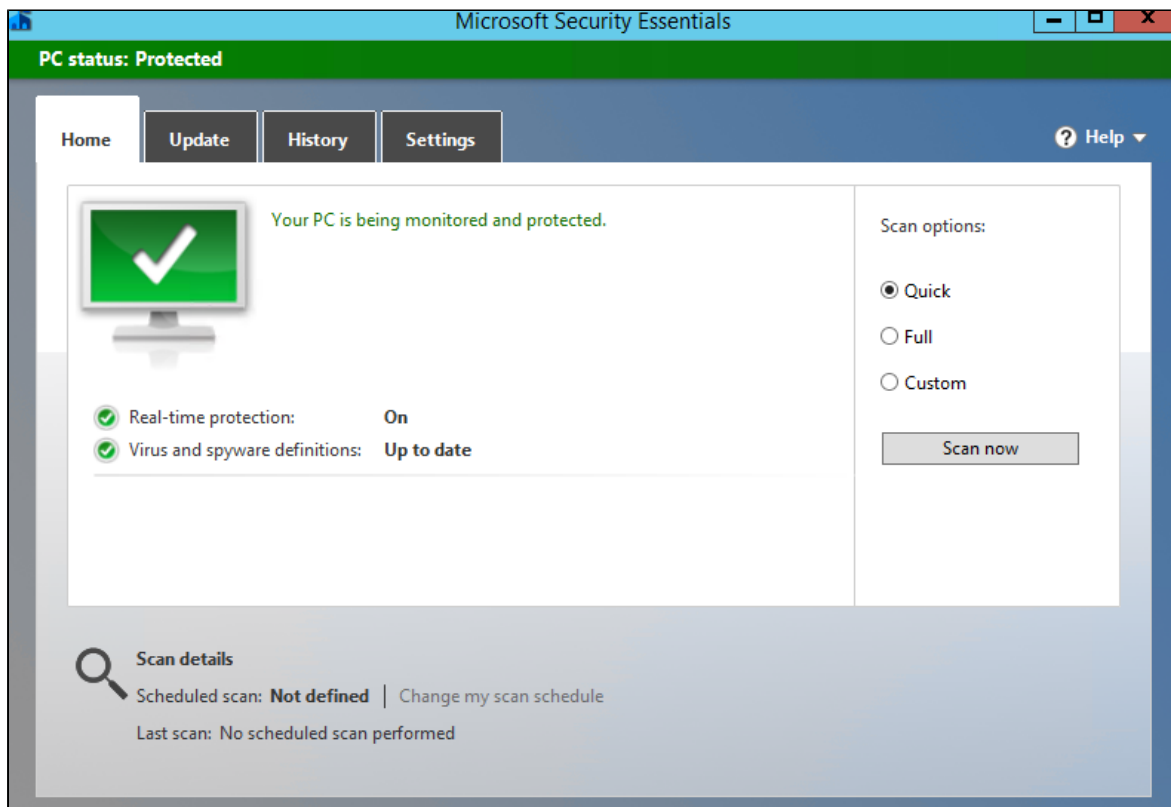 Microsoft Security Essentials
PC status: Protected
Home Update History Settings Help
Your PC is being monitored and protected.
Scan options:
Quick
Full
Custom
Real-time protection: On
Virus and spyware definitions: Up to date
Scan now
Scan details
Scheduled scan: Not defined | Change my scan schedule
Last scan: No scheduled scan performed